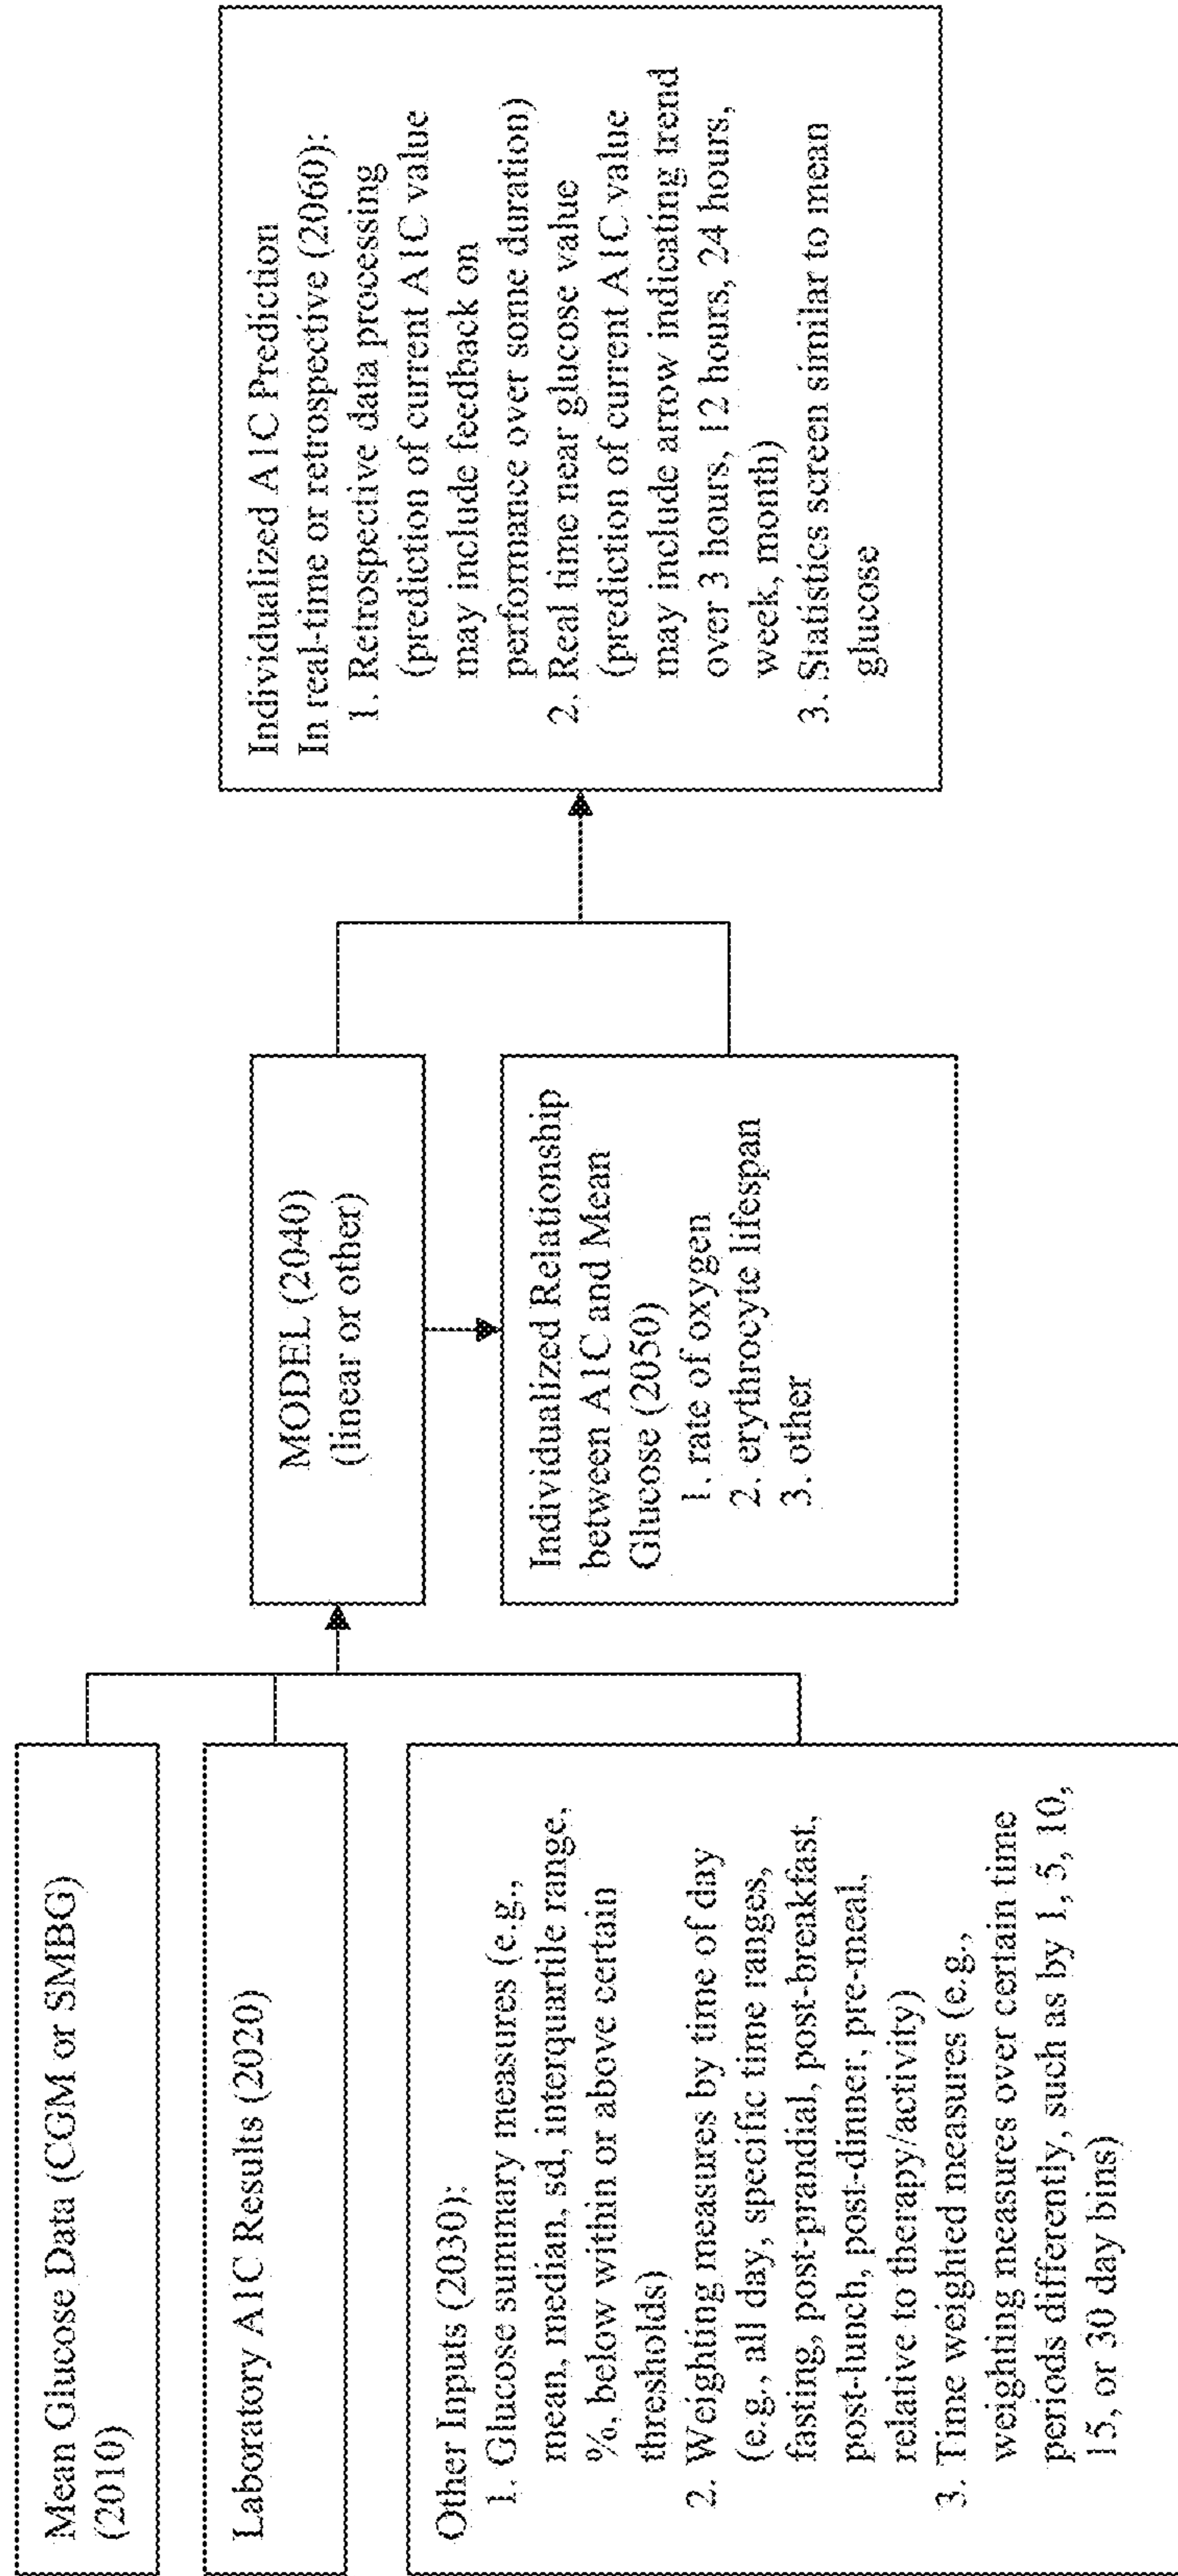 Mean Glucose Data (CGM or SMBG)
(2010)
Laboratory A1C Results (2020)
Other Inputs (2030):
1. Glucose summary measures (e.g.,
mean, median, sd, interquartile range,
%, below within or above certain
thresholds)
2. Weighting measures by time of day
(e.g., all day, specific time ranges,
fasting, post-prandial, post-breakfast,
post-lunch, post-dinner, pre-meal,
relative to therapy/activity)
3. Time weighted measures (e.g.,
weighting measures over certain time
periods differently, such as by 1, 5, 10,
15, or 30 day bins)
MODEL (2040)
(linear or other)
Individualized Relationship
between A1C and Mean
Glucose (2050)
1. rate of oxygen
2. erythrocyte lifespan
3. other
Individualized A1C Prediction
In real-time or retrospective (2060):
1. Retrospective data processing
(prediction of current A1C value
may include feedback on
performance over some duration)
2. Real time near glucose value
(prediction of current A1C value
may include arrow indicating trend
over 3 hours, 12 hours, 24 hours,
week, month)
3. Statistics screen similar to mean
glucose